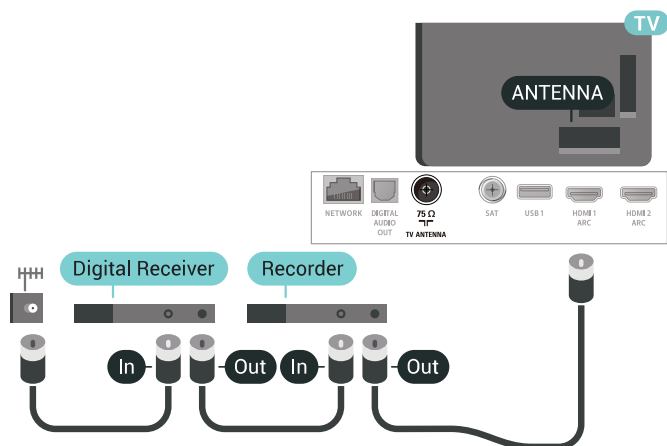 TV
ANTENNA
NETWORK
DIGITAL
AUDIO
OUT
75 Ω
TV ANTENNA
SAT
USB 1
HDMI 1
ARC
HDMI 2
ARC
Digital Receiver
Recorder
In
Out
In
Out